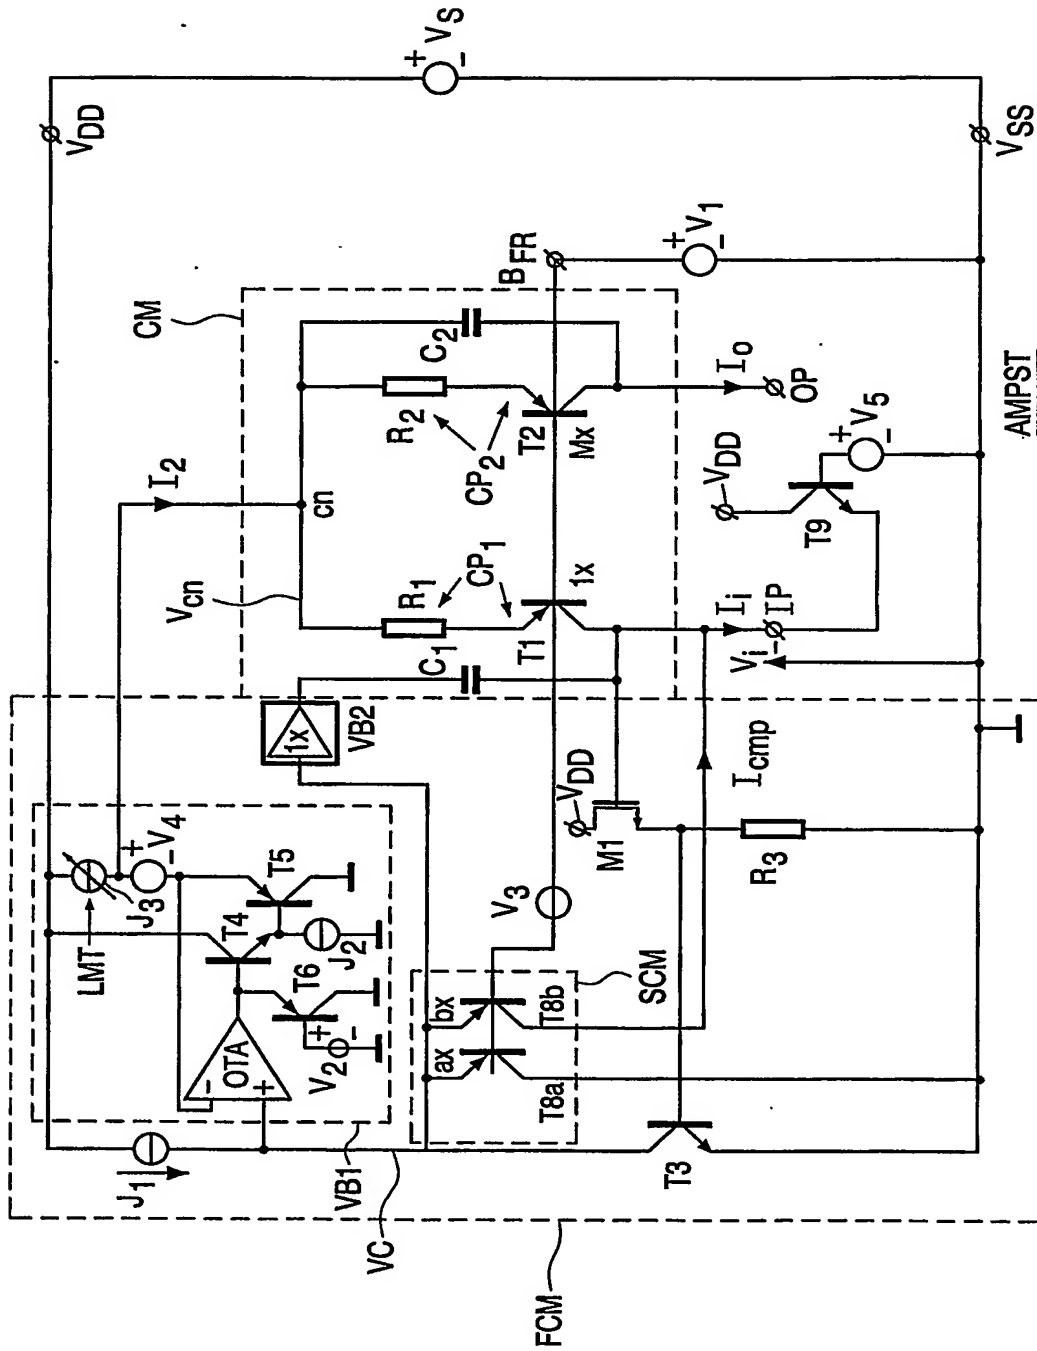 VS
+
-
VDD
VSS
CM
BFR
V1
+
-
I2
cn
Vcn
R1
R2
CP1
CP2
C1
C2
T1
T2
1x
Mx
Io
OP
Ii
IP
Vi
-
VDD
T9
V5
+
-
AMPST
VB2
1x
LMT
J3
+
V4
-
T4
T5
J2
T6
V2
+
-
OTA
-
+
J1
VB1
VC
VDD
M1
Icmp
R3
V3
SCM
ax
bx
T8a
T8b
T3
FCM